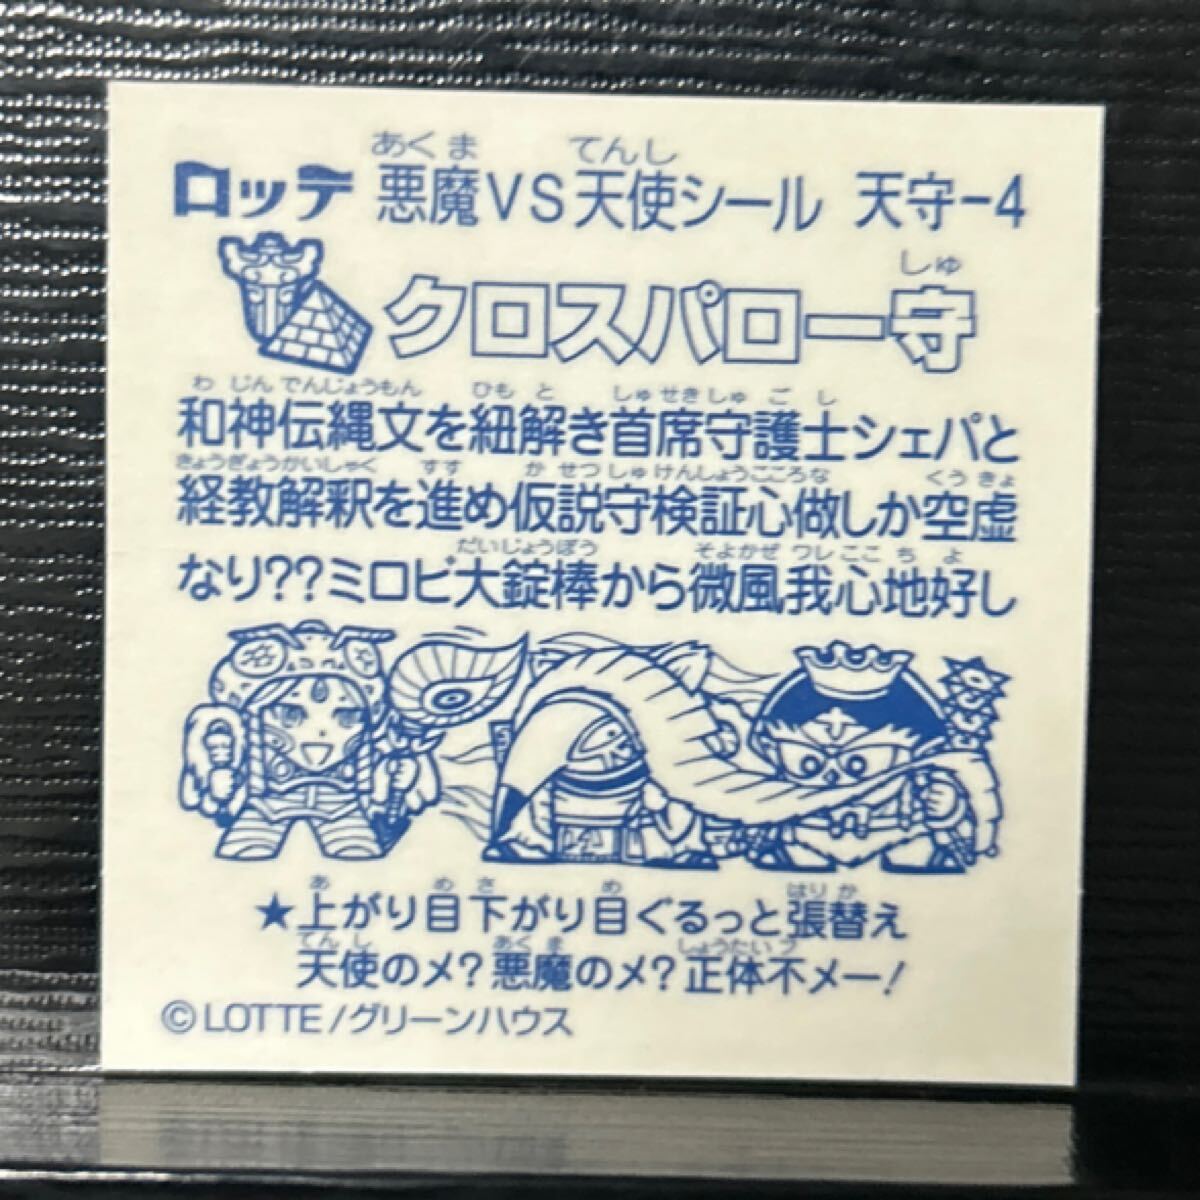 ロッテ 悪魔VS天使シール 天守-4
あくま てんし
クロスパロー守
しゅ
わじんでんじょうもん ひもと しゅせきしゅごし
和神伝縄文を紐解き首席守護士シェパと
きょうぎょうかいしゃく すす かせつしゅけんしょうこころな くうきょ
経教解釈を進め仮説守検証心做しか空虚
だいじょうぼう そよかぜワレここちよ
なり??ミロビ大錠棒から微風我心地好し
あ めさ め はりか
★上がり目下がり目ぐるっと張替え
てんし あくま しょうたいフ
天使のメ?悪魔のメ?正体不メー!
©LOTTE/グリーンハウス